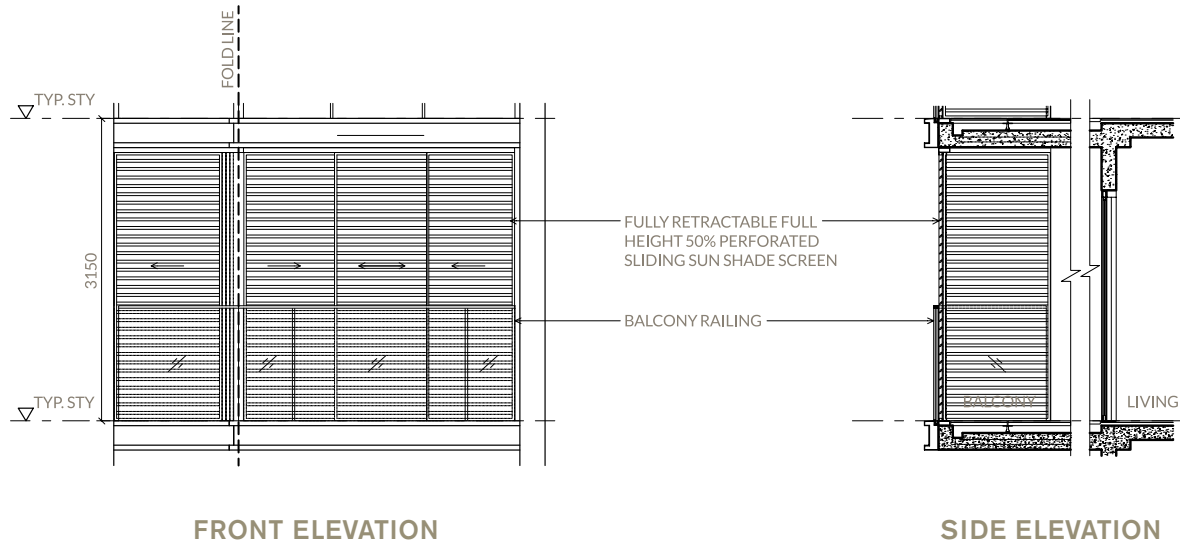 FOLD LINE
TYP. STY
3150
TYP. STY
FULLY RETRACTABLE FULL
HEIGHT 50% PERFORATED
SLIDING SUN SHADE SCREEN
BALCONY RAILING
BALCONY
LIVING
FRONT ELEVATION
SIDE ELEVATION